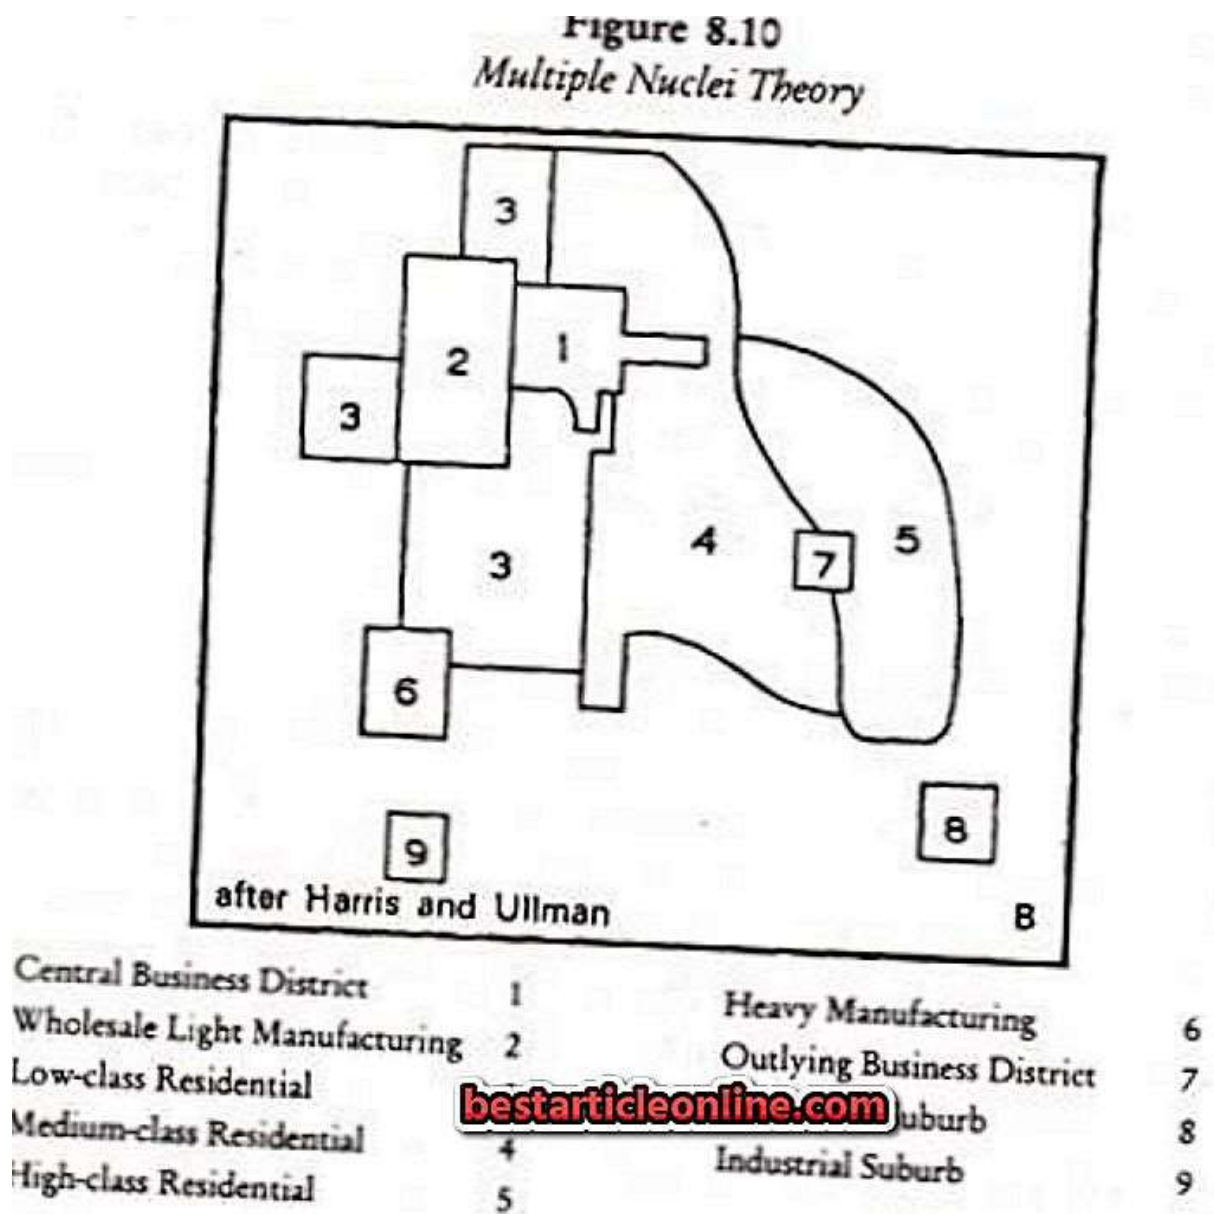 Figure 8.10
Multiple Nuclei Theory
3
2
1
3
3
4
7
5
6
9
8
after Harris and Ullman
B
Central Business District 1
Wholesale Light Manufacturing 2
Low-class Residential
Medium-class Residential 4
High-class Residential 5
Heavy Manufacturing 6
Outlying Business District 7
uburb 8
Industrial Suburb 9
bestarticleonline.com